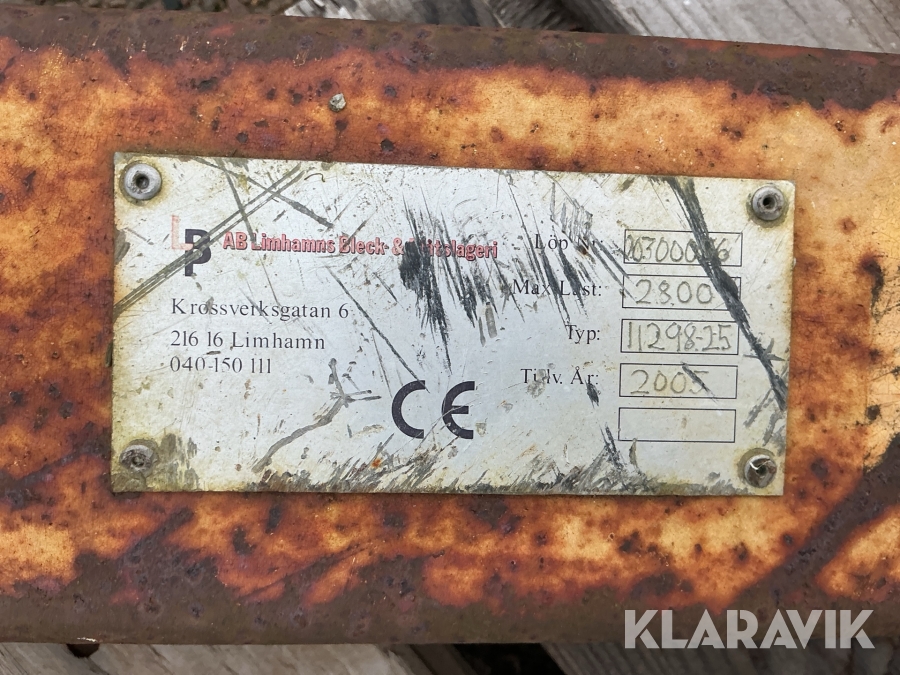 KLARAVIK
LP
AB Limhamns Bleck- &
Krossverksgatan 6
216 16 Limhamn
040-150 111
CE
Löp Nr:
Max Last: 2800
Typ: 11298-25
Tillv. År: 2005